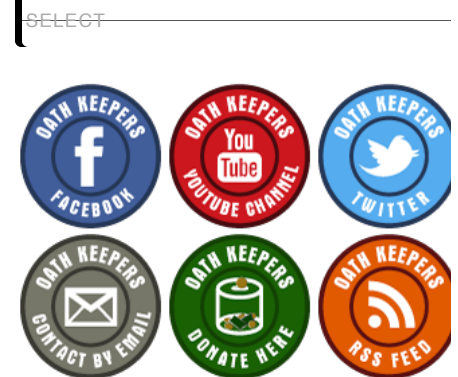 SELECT
OATH KEEPERS
f
FACEBOOK
OATH KEEPERS
You
Tube
YOUTUBE CHANNEL
OATH KEEPERS
TWITTER
OATH KEEPERS
CONTACT BY EMAIL
OATH KEEPERS
DONATE HERE
OATH KEEPERS
RSS FEED